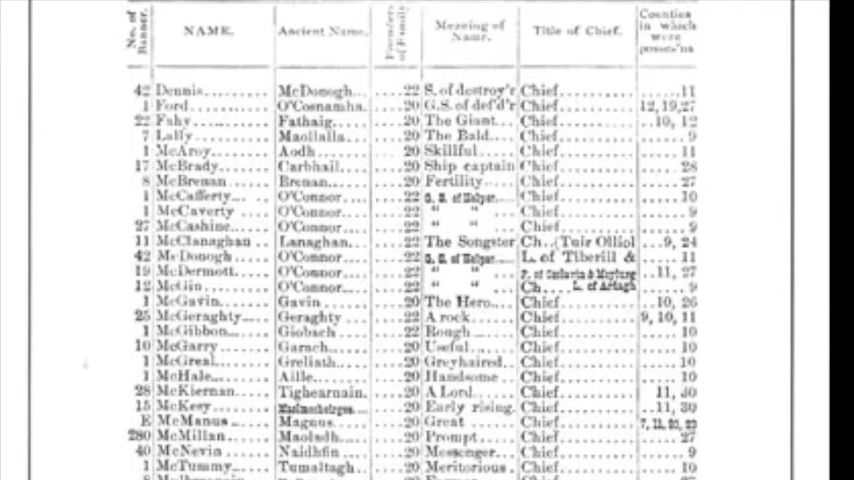 No. of Banner. NAME. Ancient Name. Founders of Family Meaning of Name. Title of Chief. Counties in which were posses'ns
42 Dennis McDonogh 22 S. of destroy'r Chief 11
1 Ford O'Cosnamha 20 G.S. of def'd'r Chief 12, 19, 27
22 Fahy Fathaig 20 The Giant Chief 10, 12
7 Lally Maollalla 20 The Bald Chief 9
1 McAroy Aodh 20 Skillful Chief 11
17 McBrady Carbhail 20 Ship captain Chief 28
8 McBrenan Brenan 20 Fertility Chief 27
1 McCafferty O'Connor 22 G. S. of Helper Chief 10
1 McCaverty O'Connor 22 " " Chief 9
27 McCashine O'Connor 22 " " Chief 9
11 McClanaghan Lanaghan 22 The Songster Ch. (Tuir Olliol 9, 24
42 McDonogh O'Connor 22 G. S. of Helper L. of Tiberill & 11
19 McDermott O'Connor 22 " " P. of Moylurg 11, 27
12 McGin O'Connor 22 " " Ch L. of Artagh 9
1 McGavin Gavin 20 The Hero Chief 10, 26
25 McGeraghty Geraghty 22 A rock Chief 9, 10, 11
1 McGibbon Giobach 22 Rough Chief 10
10 McGarry Garach 20 Useful Chief 10
1 McGreal Greliath 20 Greyhaired Chief 10
1 McHale Aille 20 Handsome Chief 10
28 McKiernan Tighearnain 20 A Lord Chief 11, 30
15 McKeey 20 Early rising Chief 11, 30
E McManus Magnus 20 Great Chief
280 McMillan Maoladh 20 Prompt Chief 27
40 McNevin Naidhfin 20 Messenger Chief 9
1 McTummy Tumaltagh 20 Meritorious Chief 10